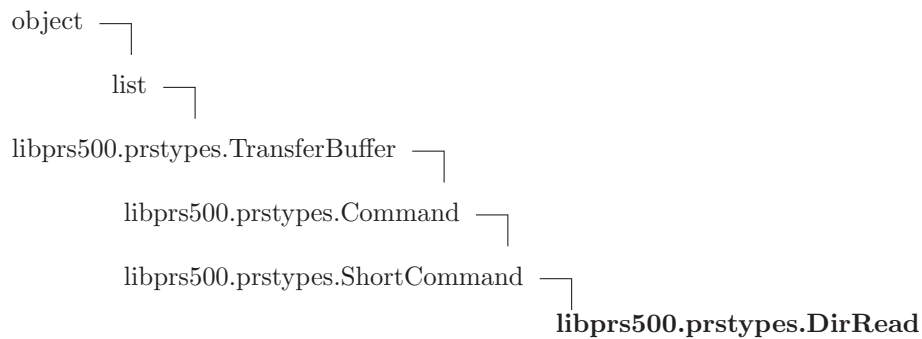 object
list
libprs500.prstypes.TransferBuffer
libprs500.prstypes.Command
libprs500.prstypes.ShortCommand
libprs500.prstypes.DirRead